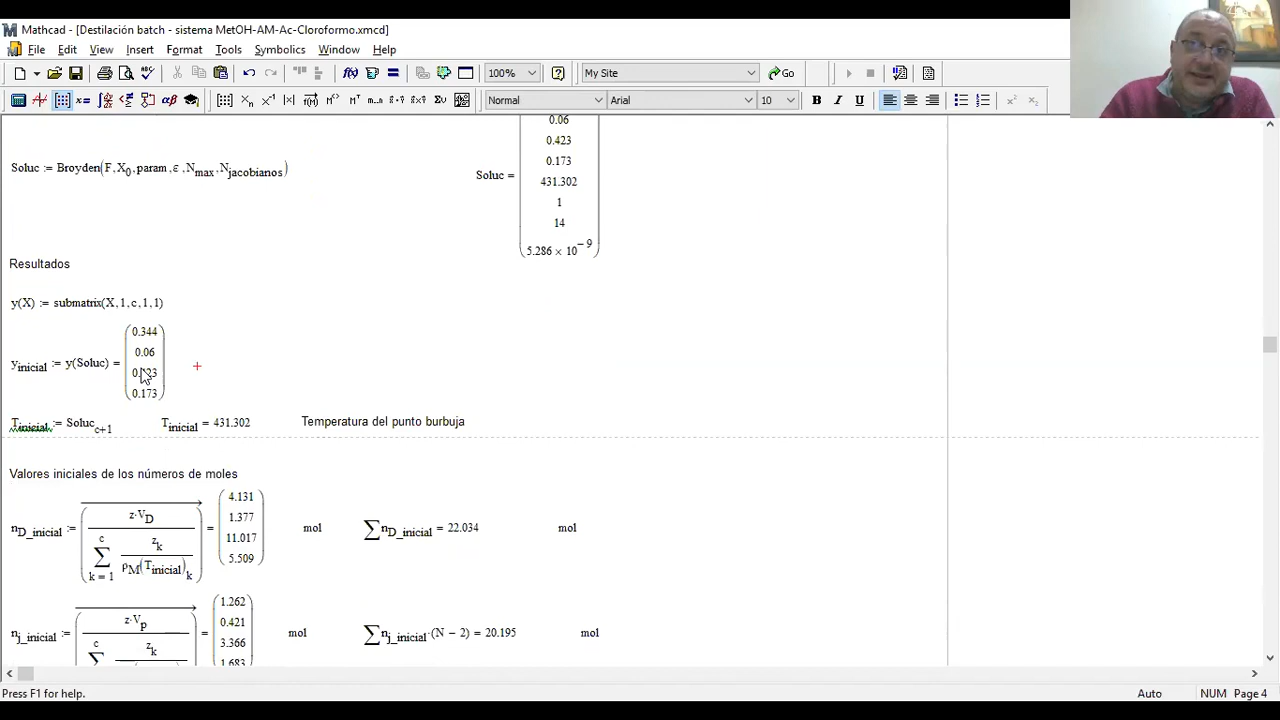 Mathcad - [Destilación batch - sistema MetOH-AM-Ac-Cloroformo.xmcd]
File Edit View Insert Format Tools Symbolics Window Help
100% My Site Go
Normal Arial 10 B I U
0.06
0.423
Soluc := Broyden(F,X0,param,ε,Nmax,Njacobianos)
0.173
Soluc =
431.302
1
14
5.286 × 10^-9
Resultados
y(X) := submatrix(X,1,c,1,1)
0.344
0.06
yinicial := y(Soluc) =
0.173
Tinicial := Soluc c+1 Tinicial = 431.302 Temperatura del punto burbuja
Valores iniciales de los números de moles
4.131
z·VD
1.377
nD_inicial := = mol ∑nD_inicial = 22.034 mol
c
∑ zk
11.017
k = 1 ρM(Tinicial)k
5.509
1.262
z·Vp
0.421
nj_inicial := = mol ∑nj_inicial·(N − 2) = 20.195 mol
c
zk
3.366
1.683
Press F1 for help. Auto NUM Page 4